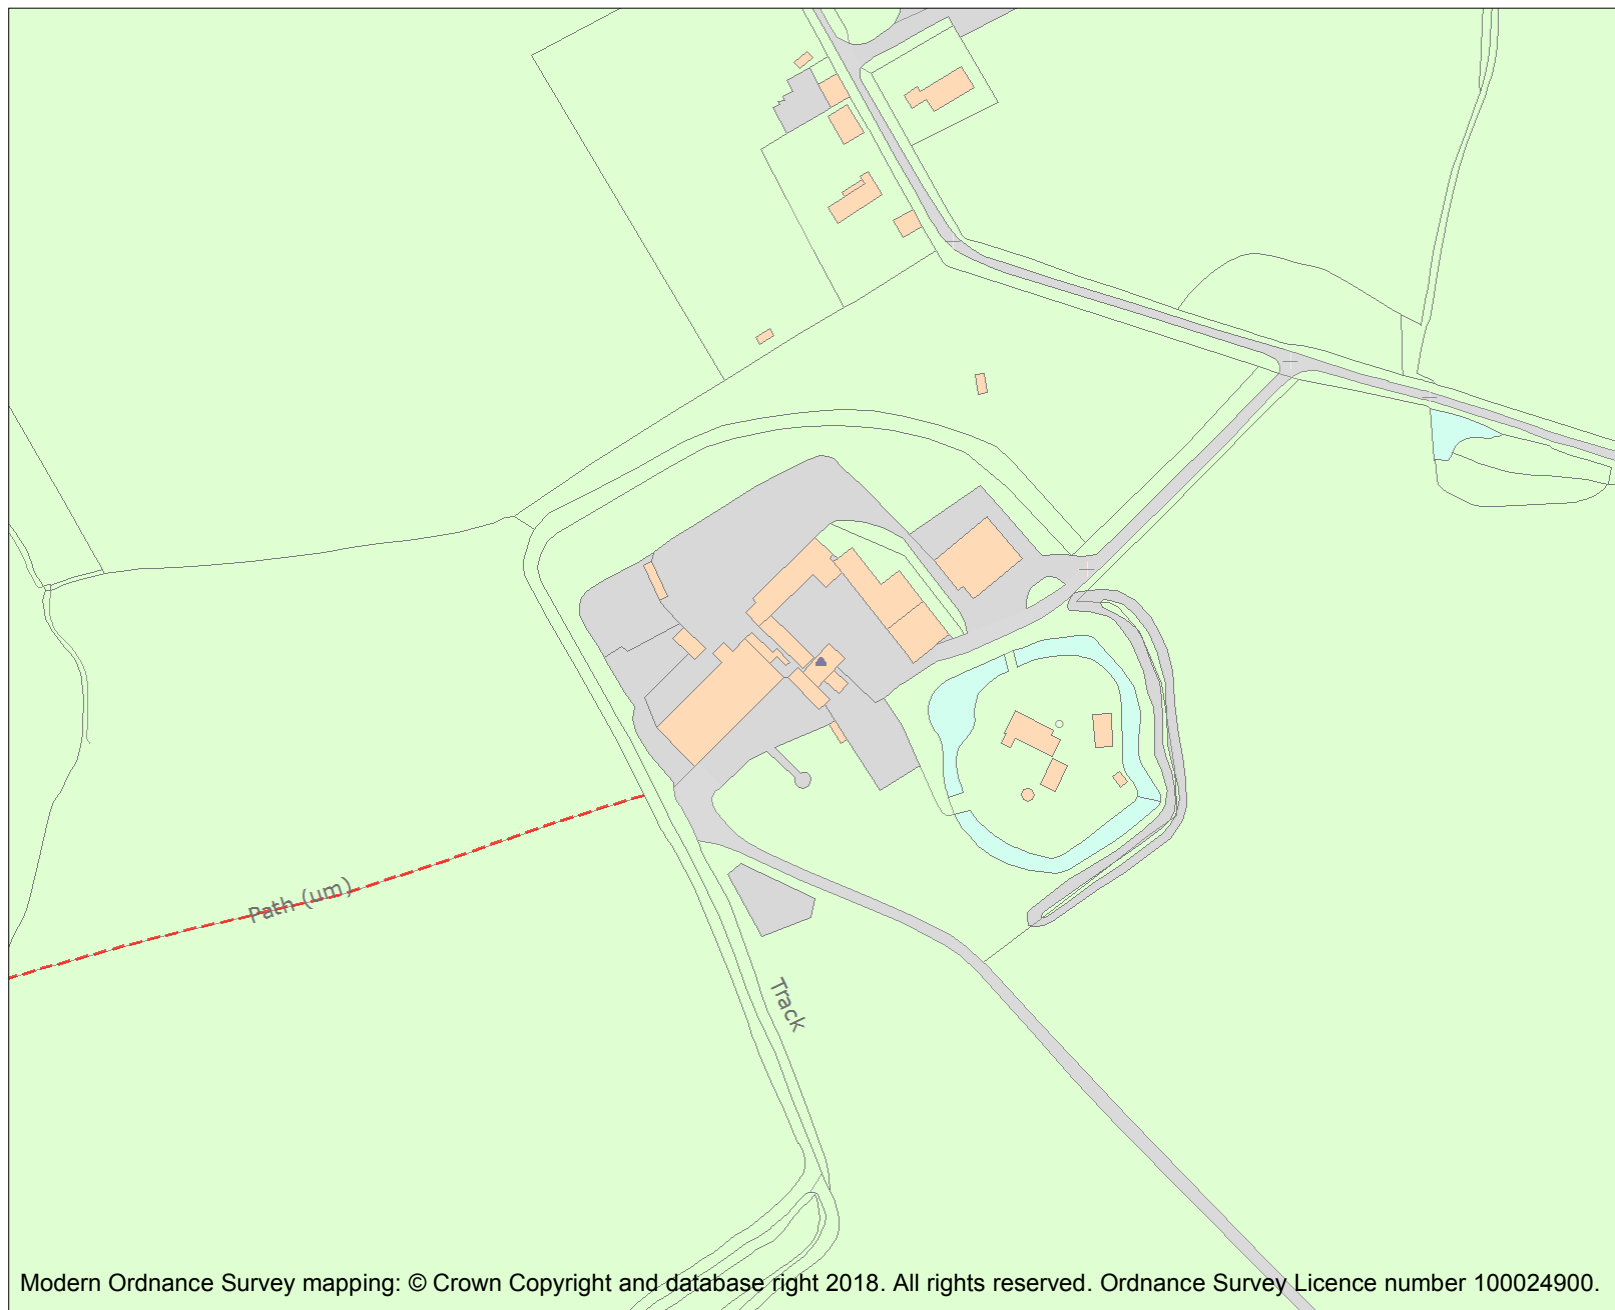 Path (um)
Track
Modern Ordnance Survey mapping: © Crown Copyright and database right 2018. All rights reserved. Ordnance Survey Licence number 100024900.